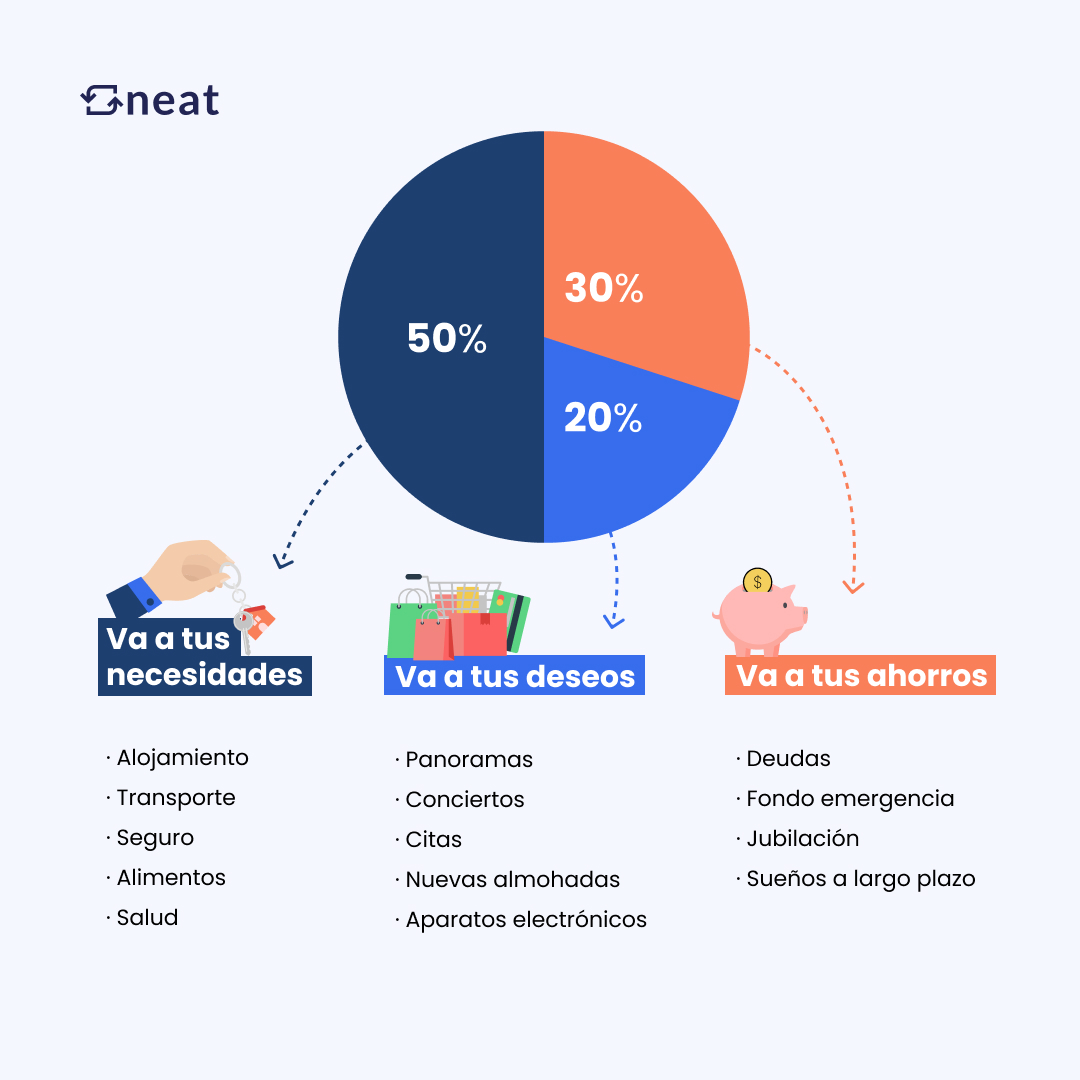 neat
30%
50%
20%
$
Va a tus
necesidades
Va a tus deseos
Va a tus ahorros
· Alojamiento
· Transporte
· Seguro
· Alimentos
· Salud
· Panoramas
· Conciertos
· Citas
· Nuevas almohadas
· Aparatos electrónicos
· Deudas
· Fondo emergencia
· Jubilación
· Sueños a largo plazo